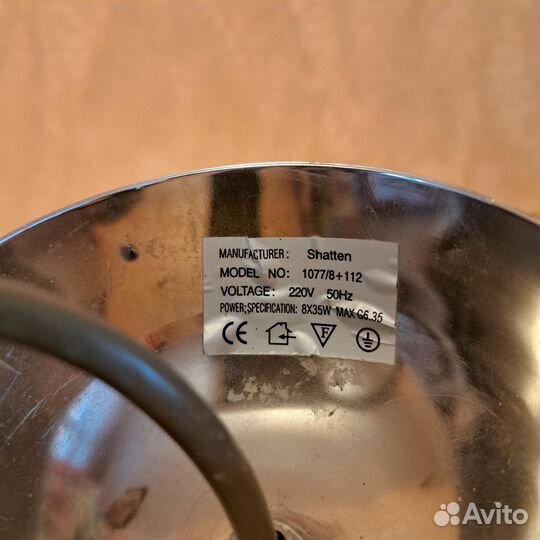 MANUFACTURER: Shatten
MODEL NO: 1077/8+112
VOLTAGE: 220V 50Hz
POWER;SPECIFICATION: 8X35W MAX G6.35
CE F
Avito